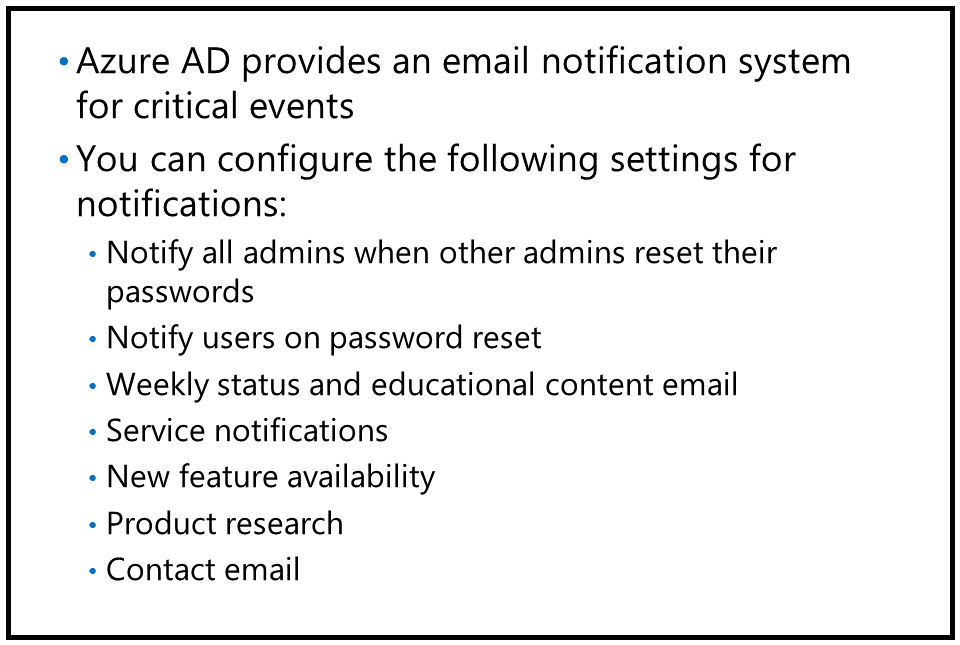 • Azure AD provides an email notification system
for critical events
• You can configure the following settings for
notifications:
• Notify all admins when other admins reset their
passwords
• Notify users on password reset
• Weekly status and educational content email
• Service notifications
• New feature availability
• Product research
• Contact email